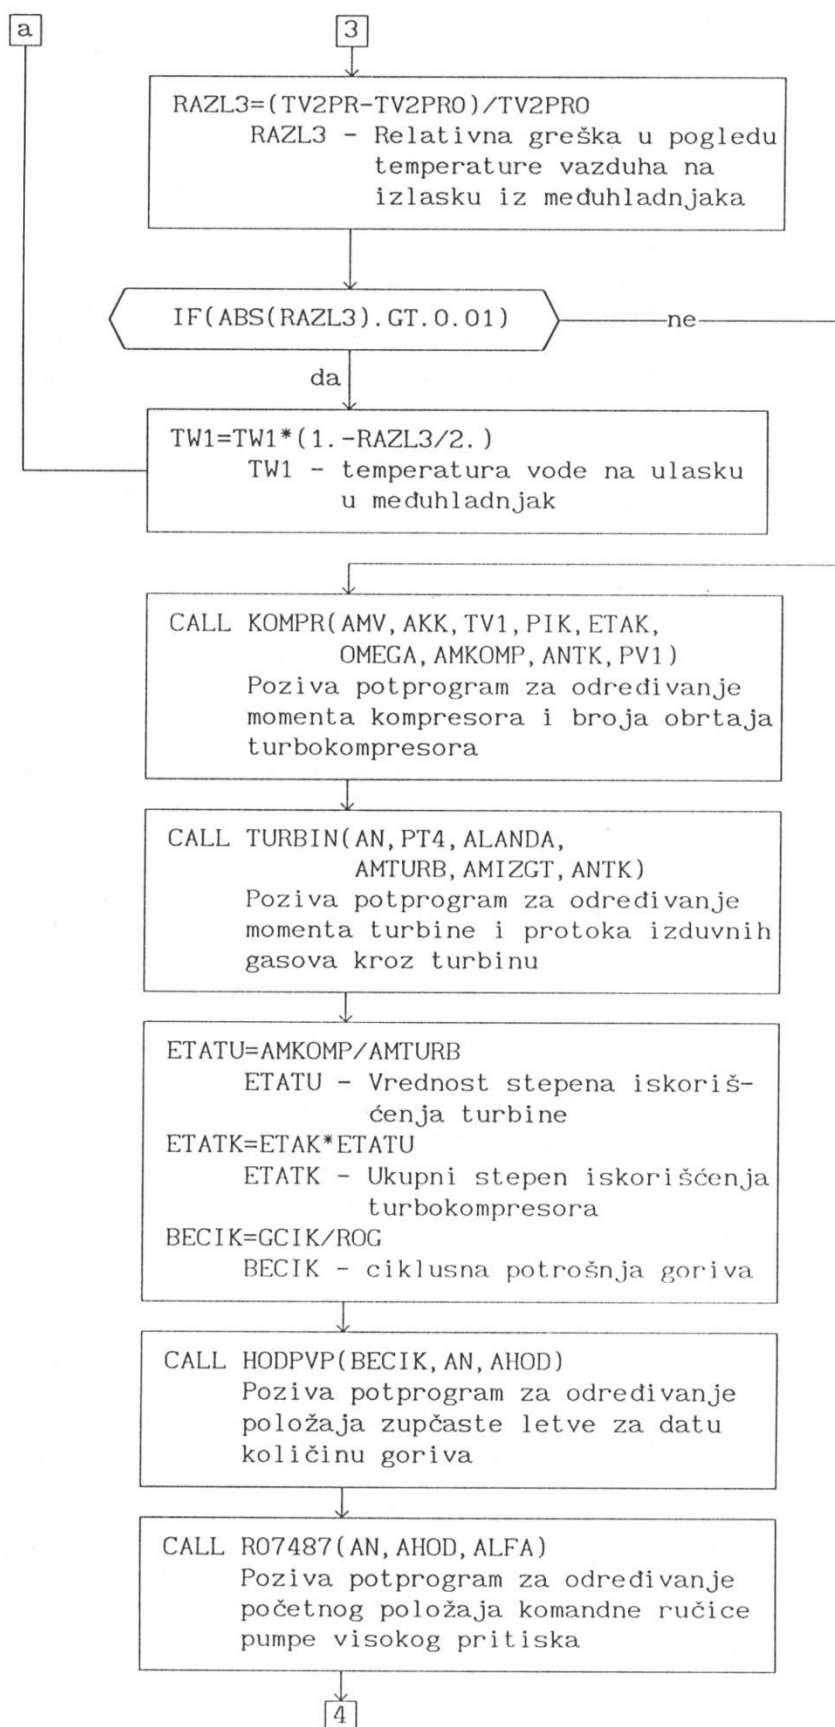 a
3
RAZL3=(TV2PR-TV2PRO)/TV2PRO
RAZL3 - Relativna greška u pogledu
temperature vazduha na
izlasku iz međuhladnjaka
IF(ABS(RAZL3).GT.0.01)
ne
da
TW1=TW1*(1.-RAZL3/2.)
TW1 - temperatura vode na ulasku
u međuhladnjak
CALL KOMPR(AMV,AKK,TV1,PIK,ETAK,
OMEGA,AMKOMP,ANTK,PV1)
Poziva potprogram za određivanje
momenta kompresora i broja obrtaja
turbokompresora
CALL TURBIN(AN,PT4,ALANDA,
AMTURB,AMIZGT,ANTK)
Poziva potprogram za određivanje
momenta turbine i protoka izduvnih
gasova kroz turbinu
ETATU=AMKOMP/AMTURB
ETATU - Vrednost stepena iskoriš-
ćenja turbine
ETATK=ETAK*ETATU
ETATK - Ukupni stepen iskorišćenja
turbokompresora
BECIK=GCIK/ROG
BECIK - ciklusna potrošnja goriva
CALL HODPVP(BECIK,AN,AHOD)
Poziva potprogram za određivanje
položaja zupčaste letve za datu
količinu goriva
CALL RO7487(AN,AHOD,ALFA)
Poziva potprogram za određivanje
početnog položaja komandne ručice
pumpe visokog pritiska
4